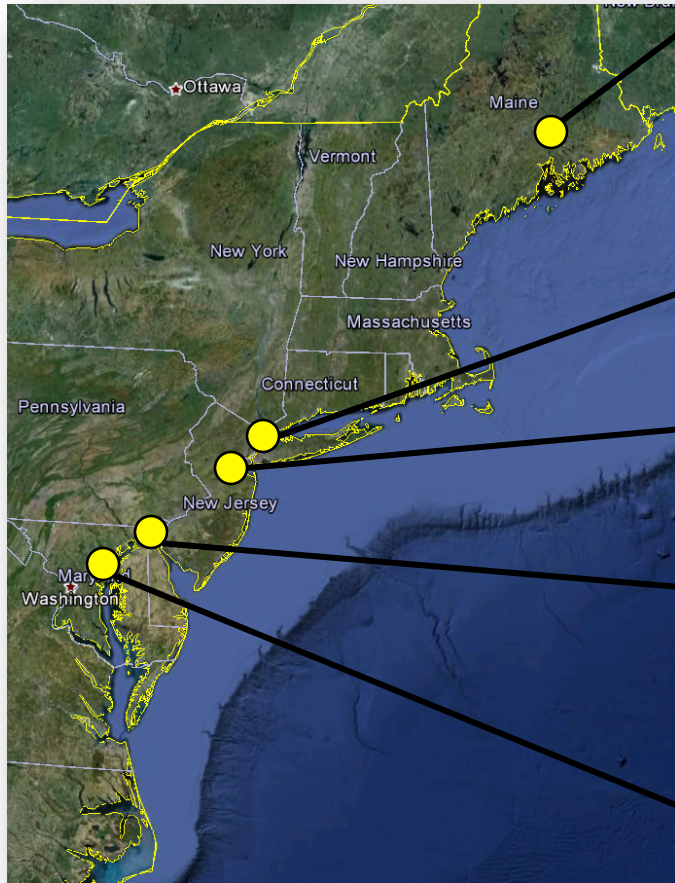 Ottawa
Maine
Vermont
New York
New Hampshire
Massachusetts
Connecticut
Pennsylvania
New Jersey
Washington